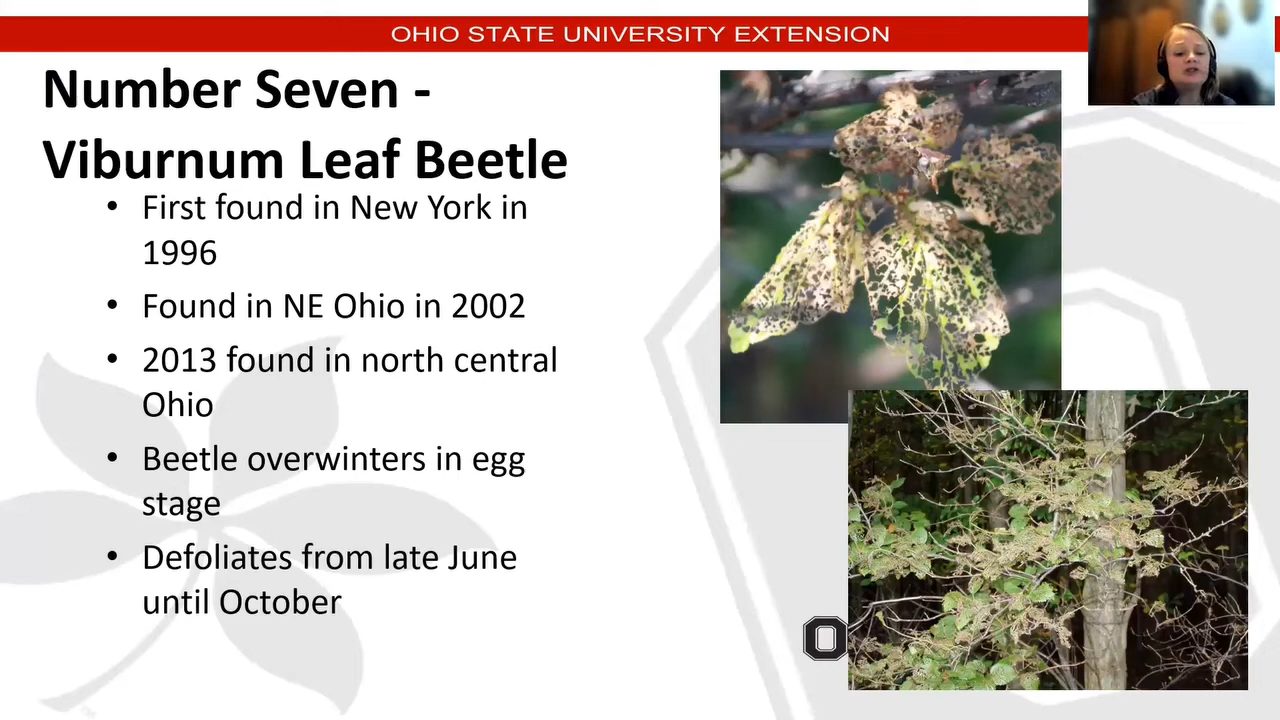 OHIO STATE UNIVERSITY EXTENSION
Number Seven -
Viburnum Leaf Beetle
• First found in New York in
1996
• Found in NE Ohio in 2002
• 2013 found in north central
Ohio
• Beetle overwinters in egg
stage
• Defoliates from late June
until October
O
TM